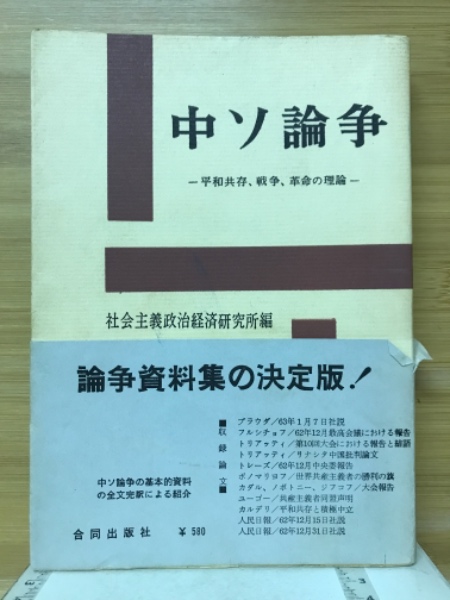 中ソ論争
―平和共存、戦争、革命の理論―
社会主義政治経済研究所編
論争資料集の決定版!
■収録論文■
プラウダ/63年1月7日社説
フルシチョフ/62年12月最高会議における報告
トリアッティ/第10回大会における報告と結語
トリアッティ/リナシタ中国批判論文
トレーズ/62年12月中央委報告
ポノマリヨフ/世界共産主義者の勝利の旗
カダル、ノボトニー、ジフコフ/大会報告
ユーゴー/共産主義者同盟声明
カルデリ/平和共存と積極中立
人民日報/62年12月15日社説
人民日報/62年12月31日社説
中ソ論争の基本的資料
の全文完訳による紹介
合同出版社 ¥580